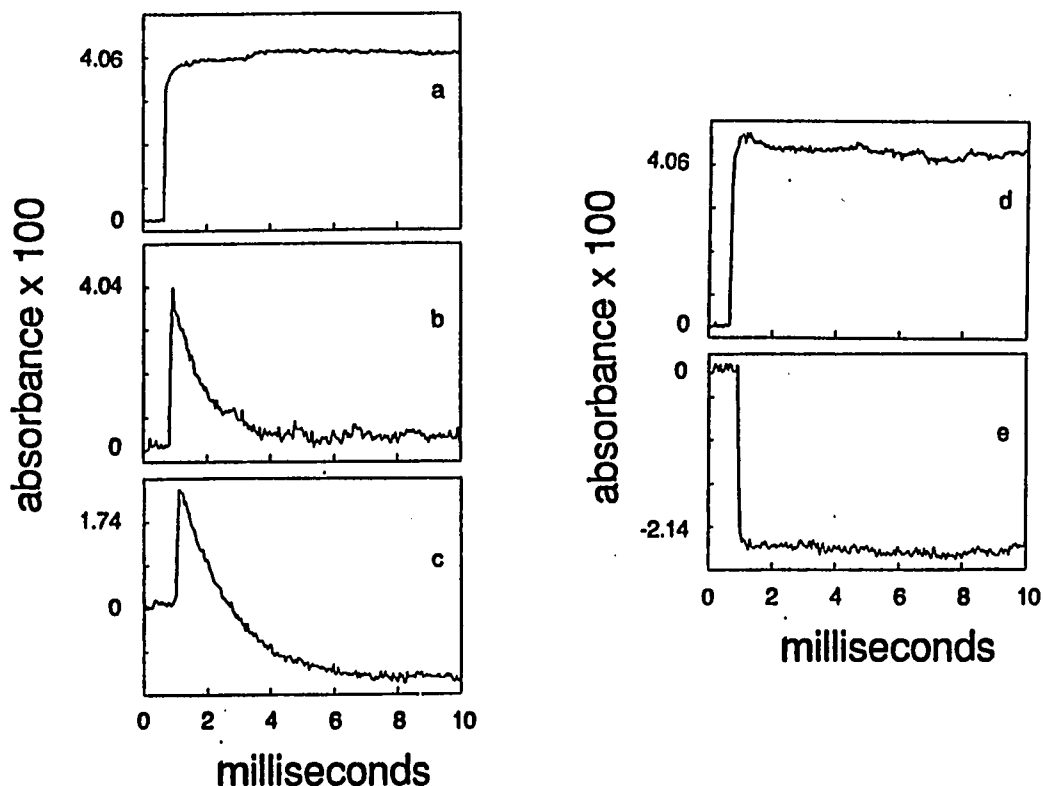 absorbance x 100
4.06
0
a
4.04
0
b
1.74
0
c
0 2 4 6 8 10
milliseconds
absorbance x 100
4.06
0
d
0
-2.14
e
0 2 4 6 8 10
milliseconds